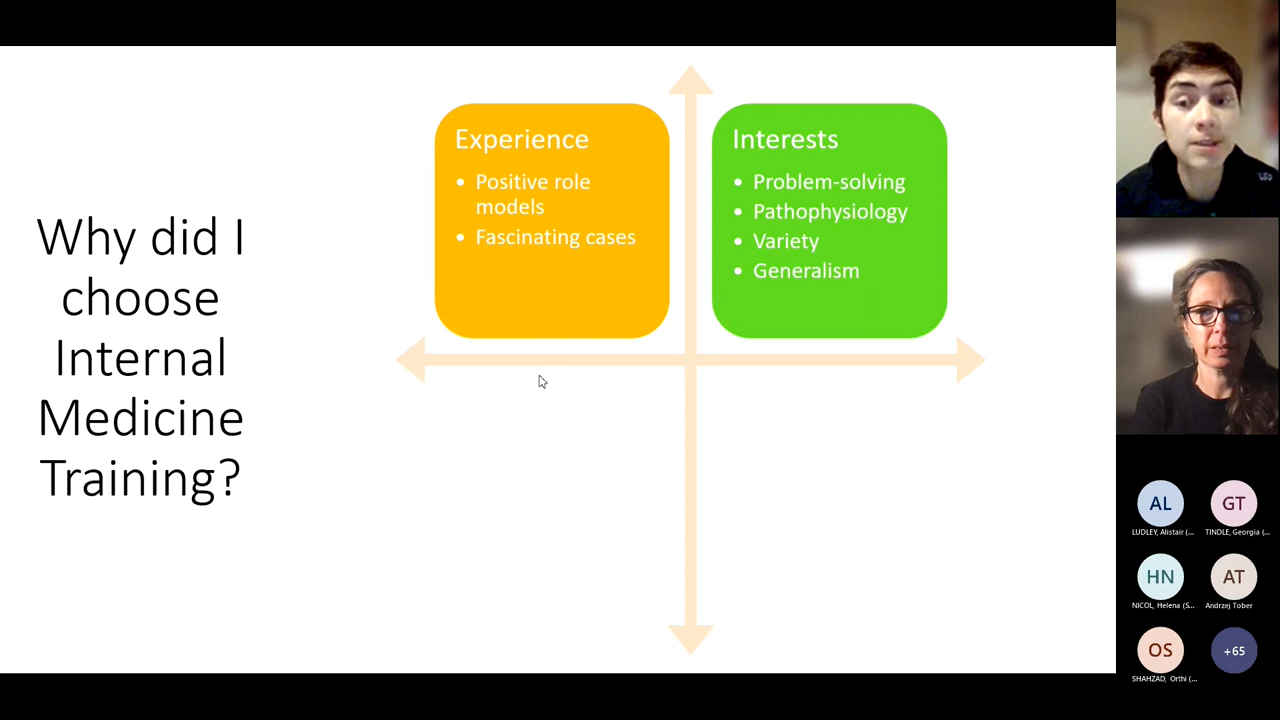 Why did I
choose
Internal
Medicine
Training?
Experience
• Positive role
models
• Fascinating cases
Interests
• Problem-solving
• Pathophysiology
• Variety
• Generalism
AL
LUDLEY, Alistair (...
GT
TINDLE, Georgia (...
HN
NICOL, Helena (S...
AT
Andrzej Tober
OS
SHAHZAD, Orthi (...
+65